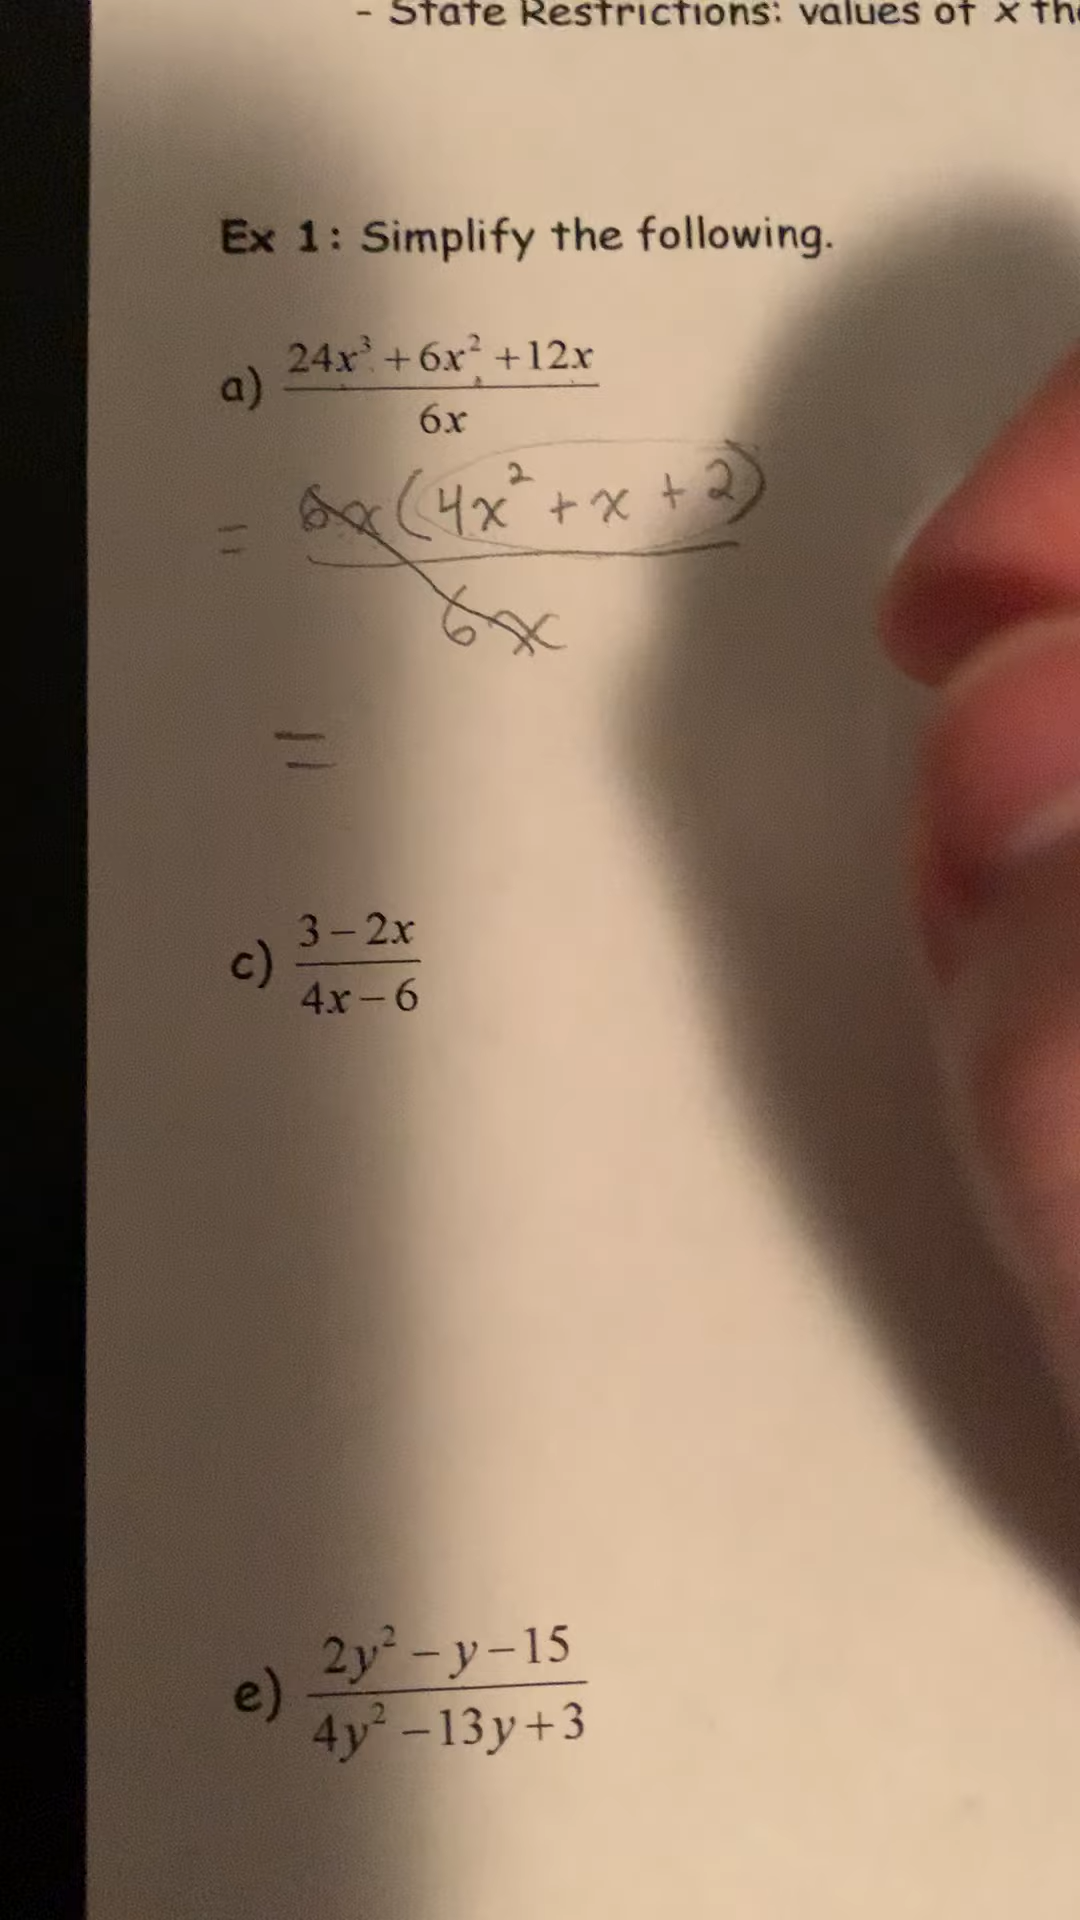 - State Restrictions: values of x th
Ex 1: Simplify the following.
a) 24x³ + 6x² + 12x
6x
= 6x(4x² + x + 2)
6x
=
c) 3 – 2x
4x – 6
e) 2y² – y – 15
4y² – 13y + 3